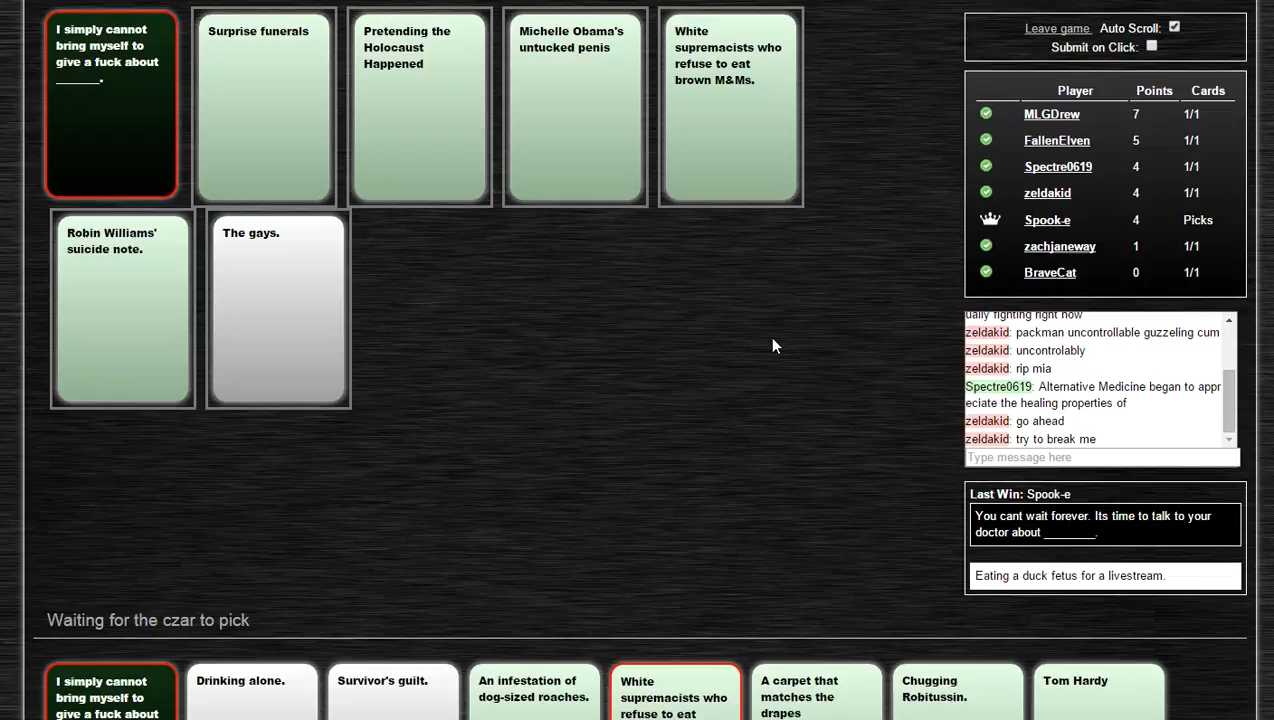 I simply cannot
bring myself to
give a fuck about
______.
Surprise funerals
Pretending the
Holocaust
Happened
Michelle Obama's
untucked penis
White
supremacists who
refuse to eat
brown M&Ms.
Robin Williams'
suicide note.
The gays.
Leave game Auto Scroll:
Submit on Click:
Player Points Cards
MLGDrew 7 1/1
FallenElven 5 1/1
Spectre0619 4 1/1
zeldakid 4 1/1
Spook-e 4 Picks
zachjaneway 1 1/1
BraveCat 0 1/1
ually fighting right now
zeldakid: packman uncontrollable guzzeling cum
zeldakid: uncontrolably
zeldakid: rip mia
Spectre0619: Alternative Medicine began to appr
eciate the healing properties of
zeldakid: go ahead
zeldakid: try to break me
Type message here
Last Win: Spook-e
You cant wait forever. Its time to talk to your
doctor about ________.
Eating a duck fetus for a livestream.
Waiting for the czar to pick
I simply cannot
bring myself to
give a fuck about
Drinking alone.
Survivor's guilt.
An infestation of
dog-sized roaches.
White
supremacists who
refuse to eat
A carpet that
matches the
drapes
Chugging
Robitussin.
Tom Hardy